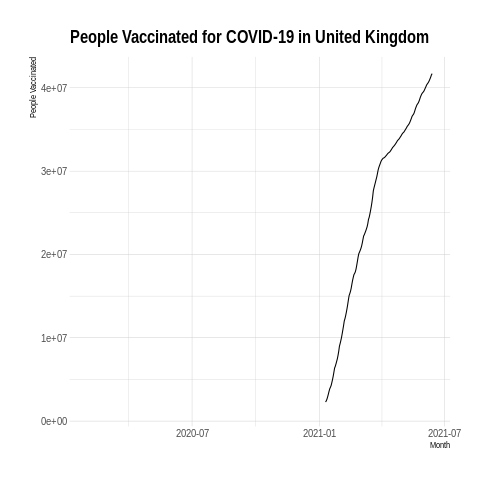 People Vaccinated for COVID-19 in United Kingdom
People Vaccinated
4e+07
3e+07
2e+07
1e+07
0e+00
2020-07
2021-01
2021-07
Month